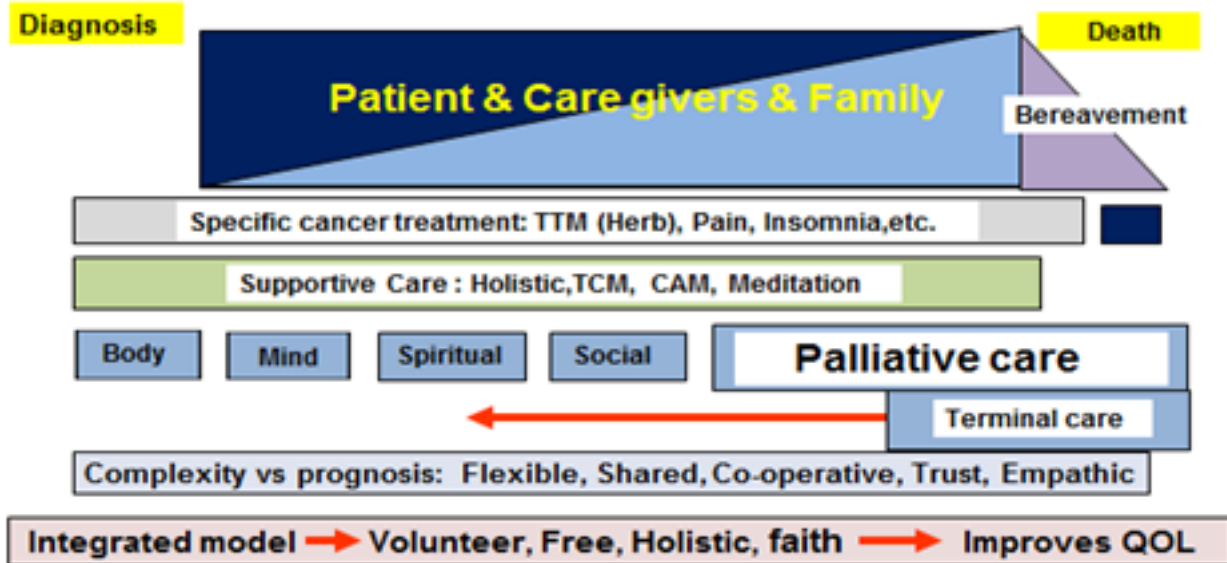 Diagnosis
Death
Patient & Care givers & Family
Bereavement
Specific cancer treatment: TTM (Herb), Pain, Insomnia,etc.
Supportive Care : Holistic,TCM, CAM, Meditation
Body
Mind
Spiritual
Social
Palliative care
Terminal care
Complexity vs prognosis: Flexible, Shared, Co-operative, Trust, Empathic
Integrated model Volunteer, Free, Holistic, faith Improves QOL